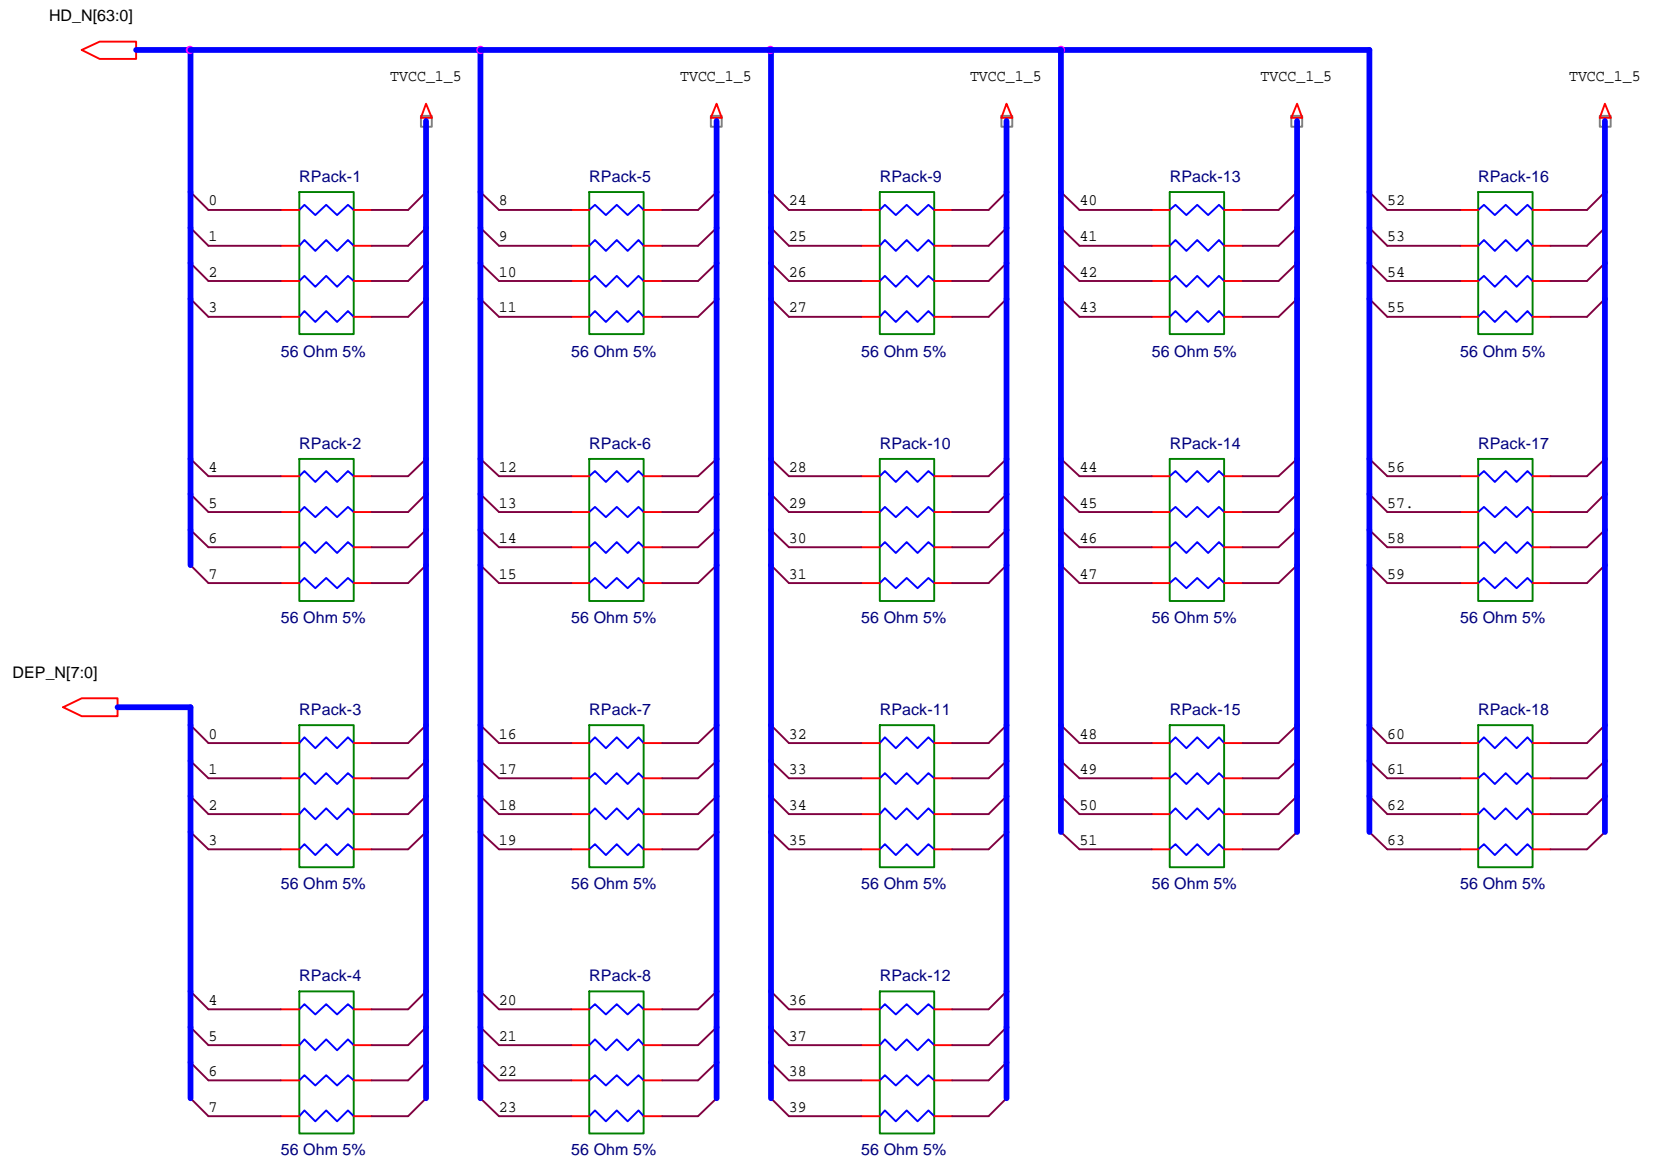 HD_N[63:0]
TVCC_1_5 TVCC_1_5 TVCC_1_5 TVCC_1_5 TVCC_1_5
RPack-1 RPack-5 RPack-9 RPack-13 RPack-16
0 8 24 40 52
1 9 25 41 53
2 10 26 42 54
3 11 27 43 55
56 Ohm 5% 56 Ohm 5% 56 Ohm 5% 56 Ohm 5% 56 Ohm 5%
RPack-2 RPack-6 RPack-10 RPack-14 RPack-17
4 12 28 44 56
5 13 29 45 57.
6 14 30 46 58
7 15 31 47 59
56 Ohm 5% 56 Ohm 5% 56 Ohm 5% 56 Ohm 5% 56 Ohm 5%
DEP_N[7:0]
RPack-3 RPack-7 RPack-11 RPack-15 RPack-18
0 16 32 48 60
1 17 33 49 61
2 18 34 50 62
3 19 35 51 63
56 Ohm 5% 56 Ohm 5% 56 Ohm 5% 56 Ohm 5% 56 Ohm 5%
RPack-4 RPack-8 RPack-12
4 20 36
5 21 37
6 22 38
7 23 39
56 Ohm 5% 56 Ohm 5% 56 Ohm 5%